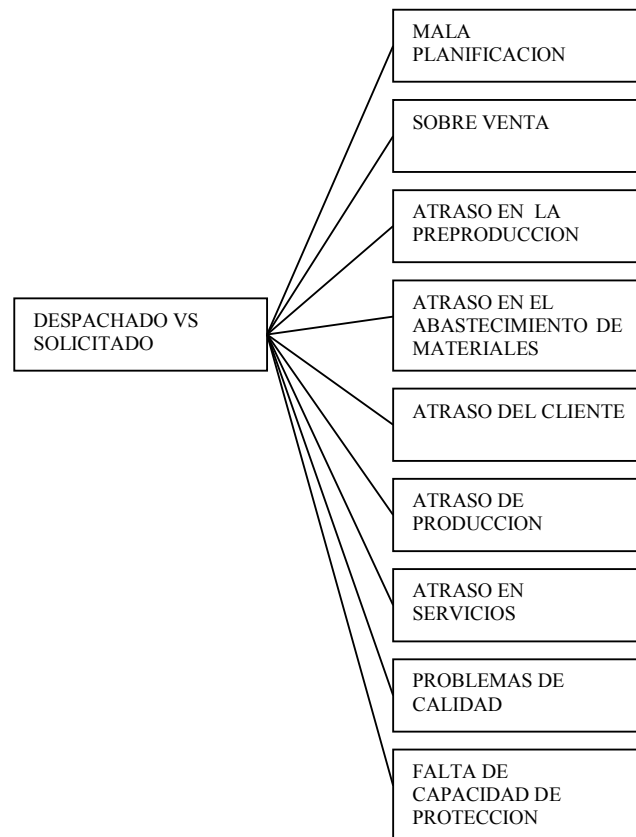 MALA
PLANIFICACION
SOBRE VENTA
ATRASO EN LA
PREPRODUCCION
DESPACHADO VS
SOLICITADO
ATRASO EN EL
ABASTECIMIENTO DE
MATERIALES
ATRASO DEL CLIENTE
ATRASO DE
PRODUCCION
ATRASO EN
SERVICIOS
PROBLEMAS DE
CALIDAD
FALTA DE
CAPACIDAD DE
PROTECCION